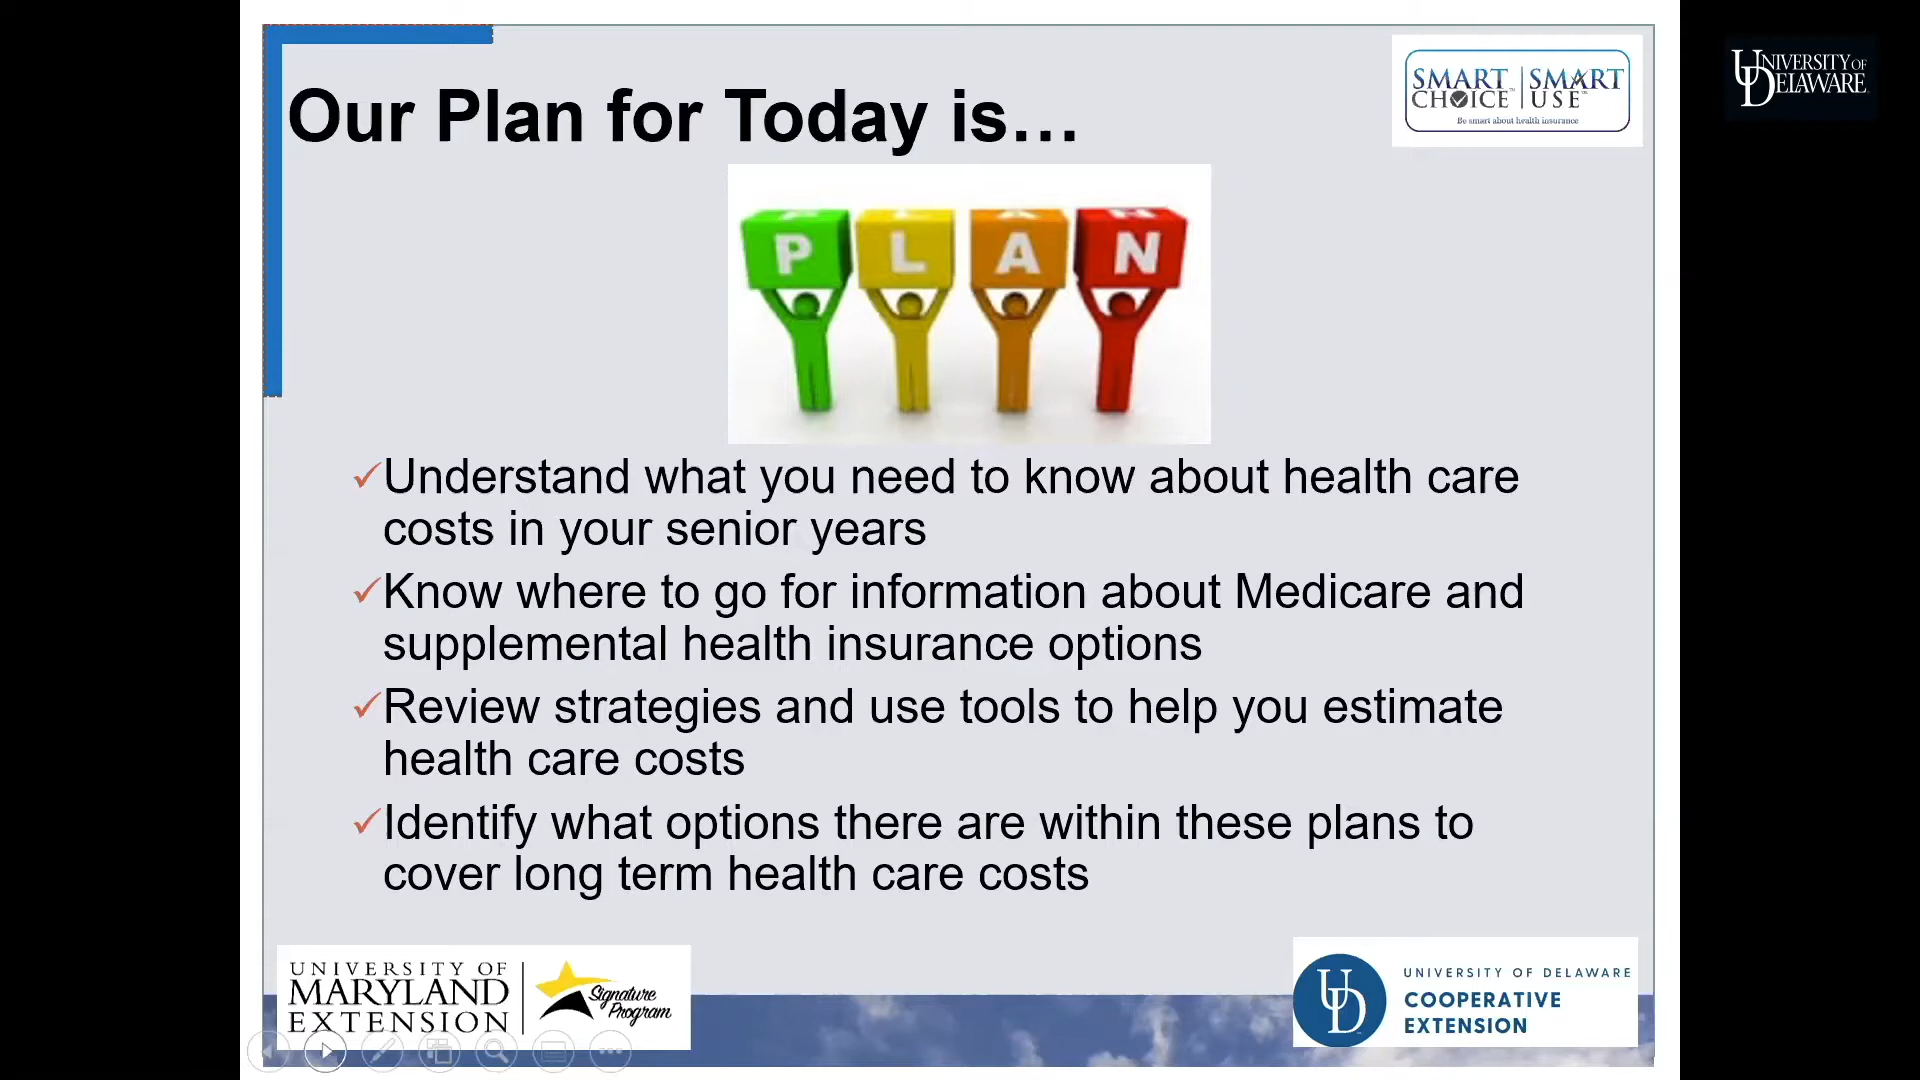 Our Plan for Today is…
SMART CHOICE™ | SMART USE™
Be smart about health insurance
UNIVERSITY OF DELAWARE
P L A N
✓Understand what you need to know about health care
costs in your senior years
✓Know where to go for information about Medicare and
supplemental health insurance options
✓Review strategies and use tools to help you estimate
health care costs
✓Identify what options there are within these plans to
cover long term health care costs
UNIVERSITY OF
MARYLAND
EXTENSION
Signature
Program
UD
UNIVERSITY OF DELAWARE
COOPERATIVE
EXTENSION